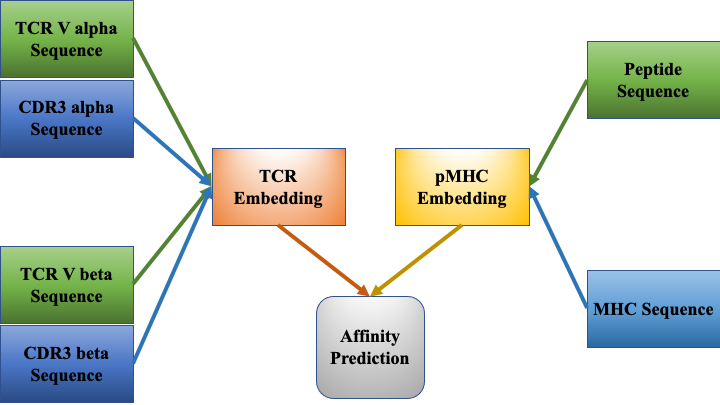 TCR V alpha
Sequence
CDR3 alpha
Sequence
TCR V beta
Sequence
CDR3 beta
Sequence
TCR
Embedding
pMHC
Embedding
Affinity
Prediction
Peptide
Sequence
MHC Sequence